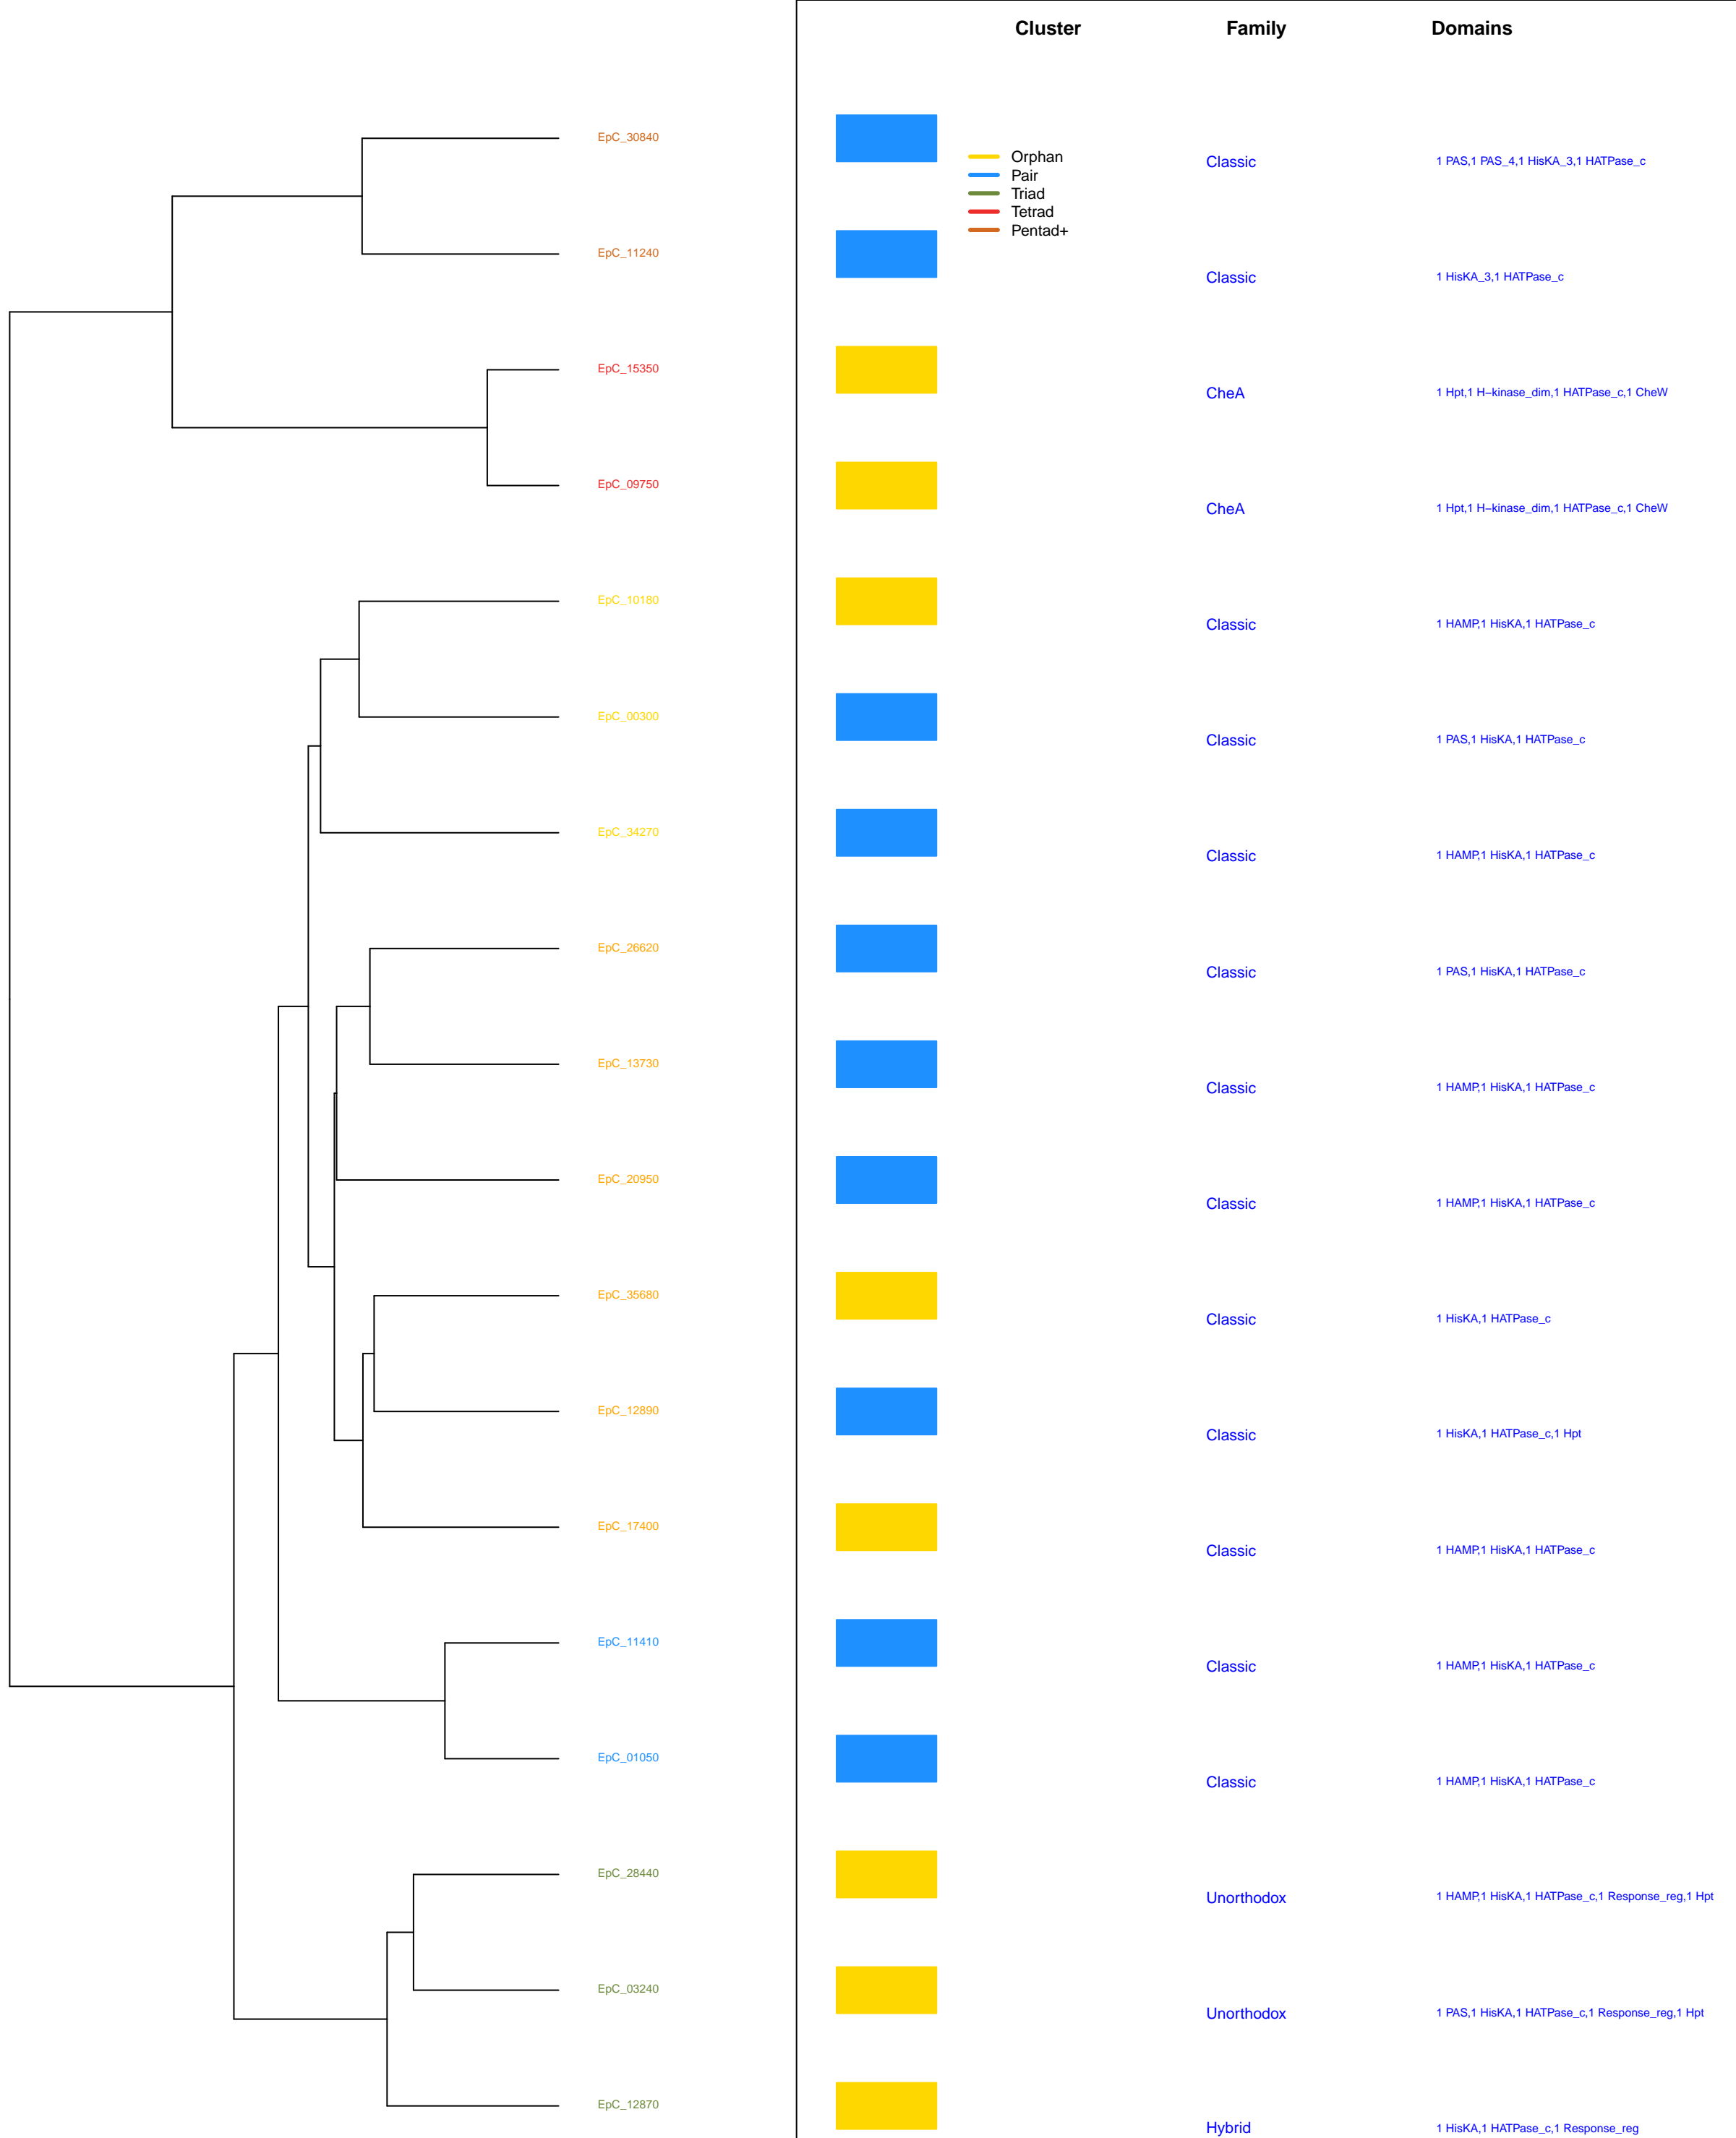 Cluster Family Domains
EpC_30840
Orphan
Classic 1 PAS,1 PAS_4,1 HisKA_3,1 HATPase_c
Pair
Triad
Tetrad
Pentad+
EpC_11240
Classic 1 HisKA_3,1 HATPase_c
EpC_15350
CheA 1 Hpt,1 H−kinase_dim,1 HATPase_c,1 CheW
EpC_09750
CheA 1 Hpt,1 H−kinase_dim,1 HATPase_c,1 CheW
EpC_10180
Classic 1 HAMP,1 HisKA,1 HATPase_c
EpC_00300
Classic 1 PAS,1 HisKA,1 HATPase_c
EpC_34270
Classic 1 HAMP,1 HisKA,1 HATPase_c
EpC_26620
Classic 1 PAS,1 HisKA,1 HATPase_c
EpC_13730
Classic 1 HAMP,1 HisKA,1 HATPase_c
EpC_20950
Classic 1 HAMP,1 HisKA,1 HATPase_c
EpC_35680
Classic 1 HisKA,1 HATPase_c
EpC_12890
Classic 1 HisKA,1 HATPase_c,1 Hpt
EpC_17400
Classic 1 HAMP,1 HisKA,1 HATPase_c
EpC_11410
Classic 1 HAMP,1 HisKA,1 HATPase_c
EpC_01050
Classic 1 HAMP,1 HisKA,1 HATPase_c
EpC_28440
Unorthodox 1 HAMP,1 HisKA,1 HATPase_c,1 Response_reg,1 Hpt
EpC_03240
Unorthodox 1 PAS,1 HisKA,1 HATPase_c,1 Response_reg,1 Hpt
EpC_12870
Hybrid 1 HisKA,1 HATPase_c,1 Response_reg